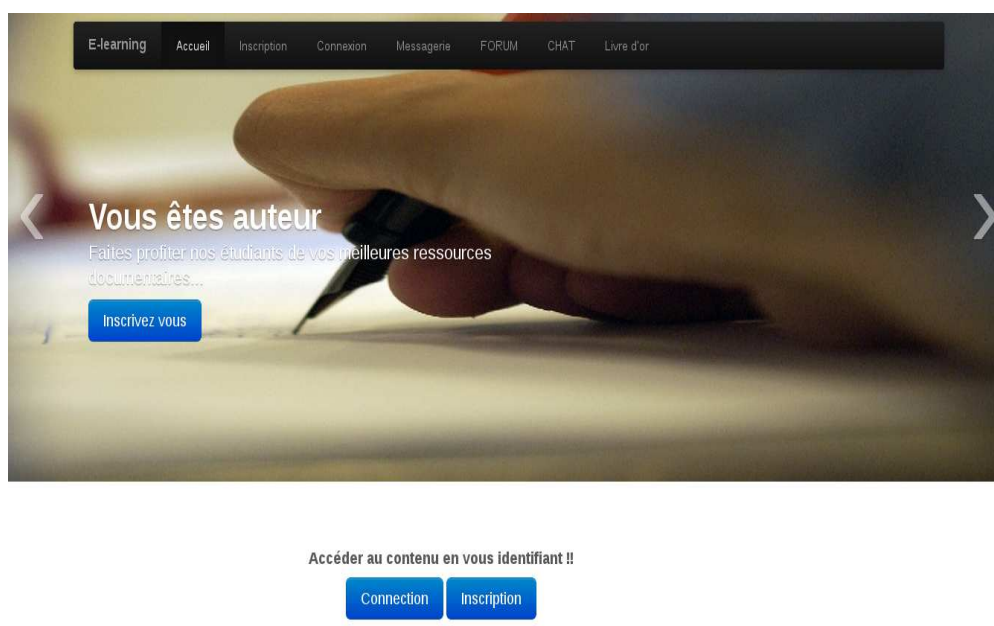 E-learning Accueil Inscription Connexion Messagerie FORUM CHAT Livre d'or
Vous êtes auteur
Faites profiter nos étudiants de vos meilleures ressources
documentaires...
Inscrivez vous
Accéder au contenu en vous identifiant !!
Connection Inscription